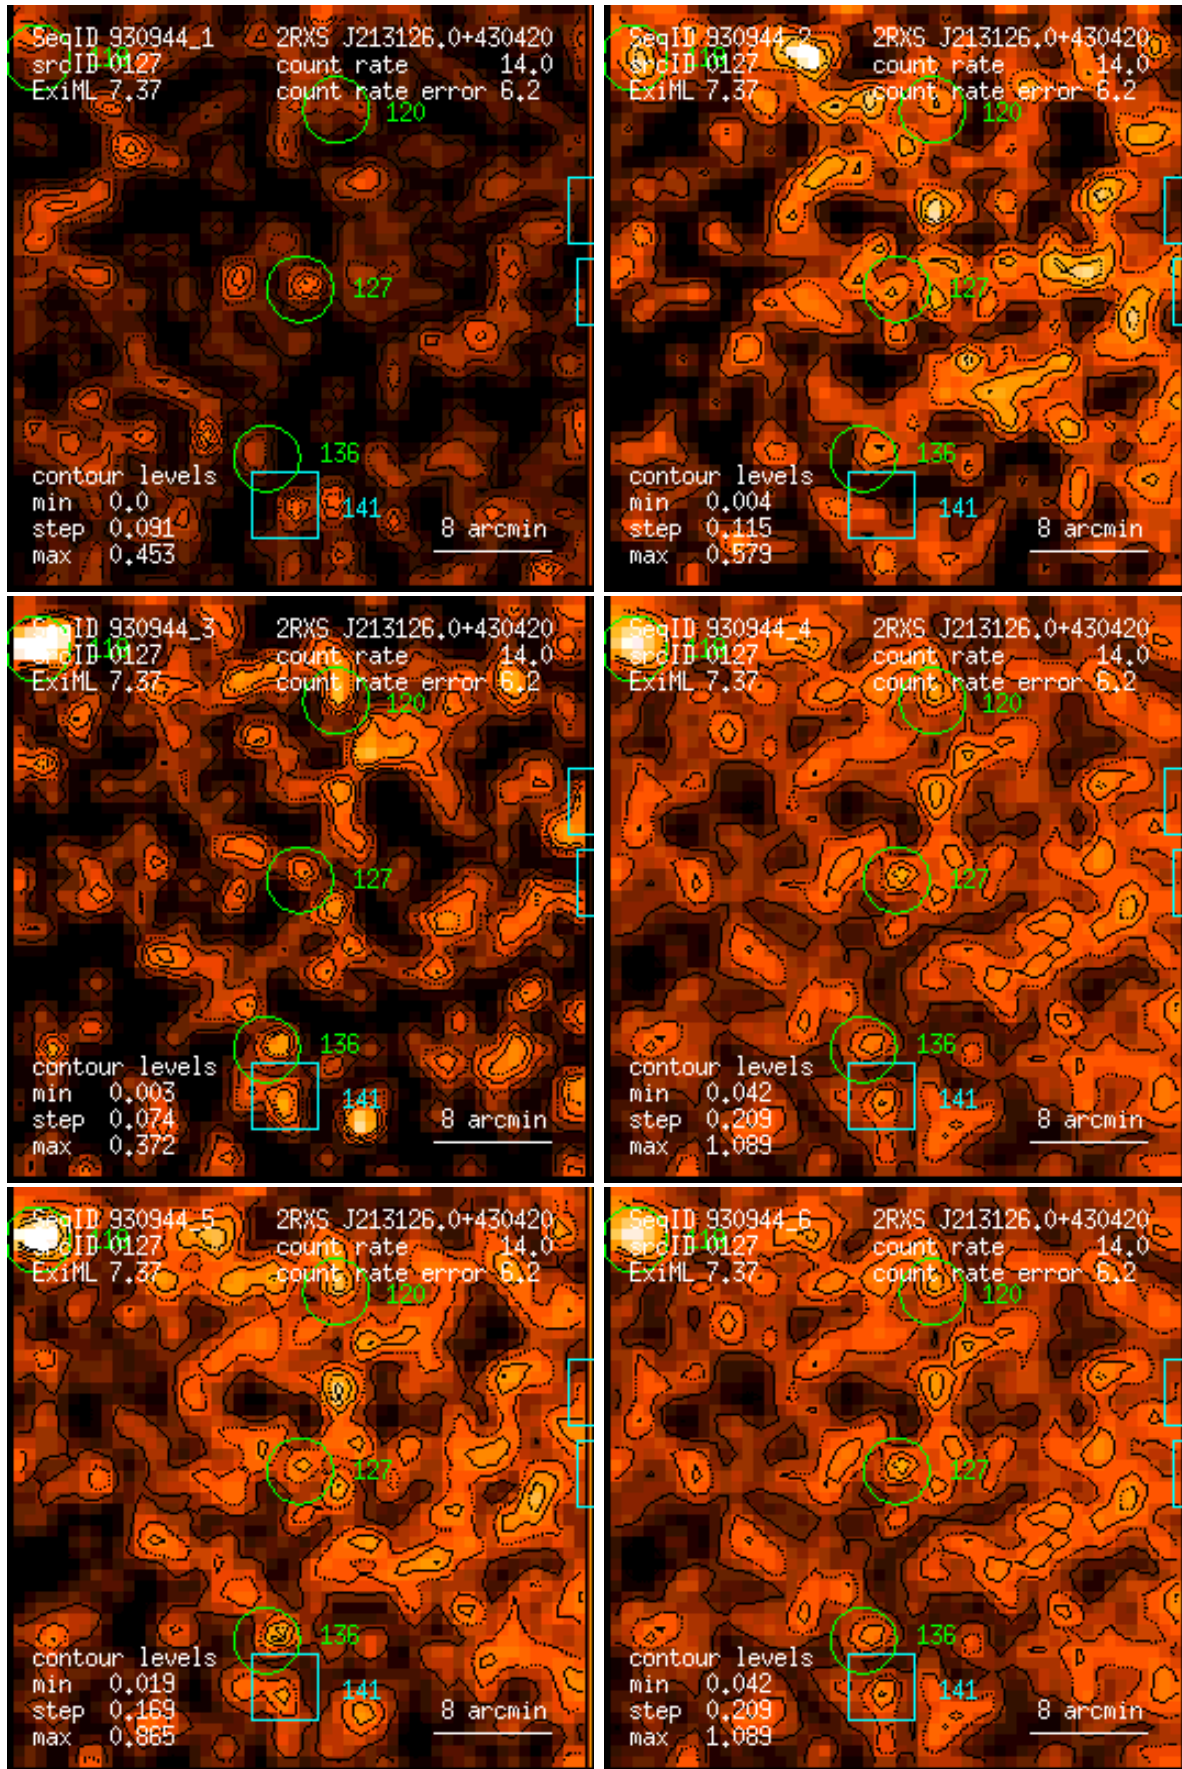 SeqID 930944_1 2RXS J213126.0+430420
srcID 0127 119 count rate 14.0
ExiML 7.37 count rate error 6.2
120
127
136
contour levels
min 0.0 141
step 0.091 8 arcmin
max 0.453
SeqID 930944_2 2RXS J213126.0+430420
srcID 0127 119 count rate 14.0
ExiML 7.37 count rate error 6.2
120
127
136
contour levels
min 0.004 141
step 0.115 8 arcmin
max 0.579
SeqID 930944_3 2RXS J213126.0+430420
srcID 0127 119 count rate 14.0
ExiML 7.37 count rate error 6.2
120
127
136
contour levels
min 0.003 141
step 0.074 8 arcmin
max 0.372
SeqID 930944_4 2RXS J213126.0+430420
srcID 0127 119 count rate 14.0
ExiML 7.37 count rate error 6.2
120
127
136
contour levels
min 0.042 141
step 0.209 8 arcmin
max 1.089
SeqID 930944_5 2RXS J213126.0+430420
srcID 0127 119 count rate 14.0
ExiML 7.37 count rate error 6.2
120
127
136
contour levels
min 0.019 141
step 0.169 8 arcmin
max 0.865
SeqID 930944_6 2RXS J213126.0+430420
srcID 0127 119 count rate 14.0
ExiML 7.37 count rate error 6.2
120
127
136
contour levels
min 0.042 141
step 0.209 8 arcmin
max 1.089